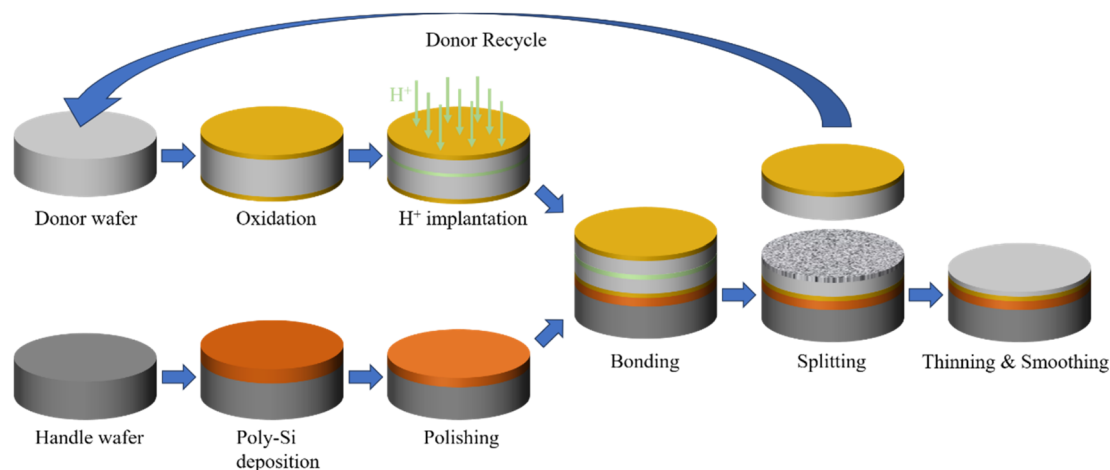 Donor Recycle
H⁺
Donor wafer
Oxidation
H⁺ implantation
Bonding
Splitting
Thinning & Smoothing
Handle wafer
Poly-Si
deposition
Polishing